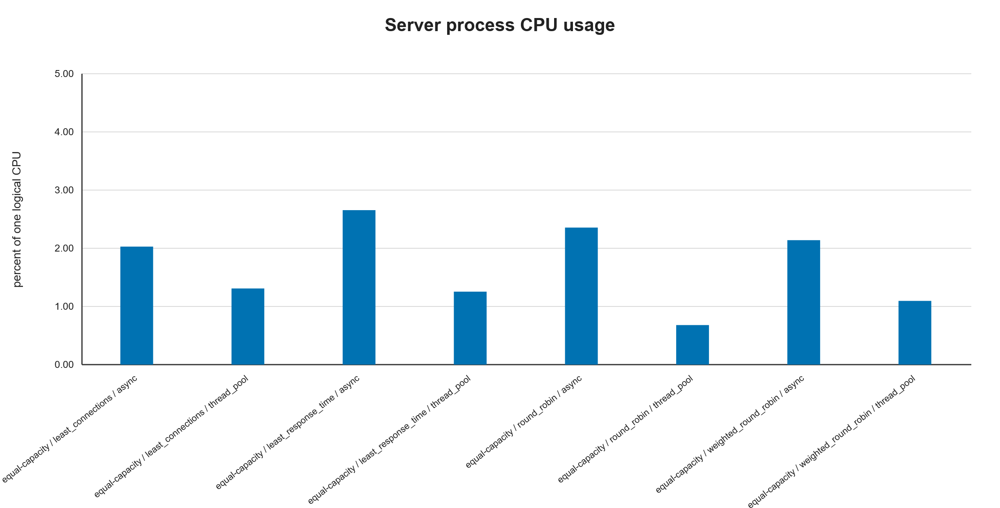 Server process CPU usage
percent of one logical CPU
5.00
4.00
3.00
2.00
1.00
0.00
equal-capacity / least_connections / async
equal-capacity / least_connections / thread_pool
equal-capacity / least_response_time / async
equal-capacity / least_response_time / thread_pool
equal-capacity / round_robin / async
equal-capacity / round_robin / thread_pool
equal-capacity / weighted_round_robin / async
equal-capacity / weighted_round_robin / thread_pool